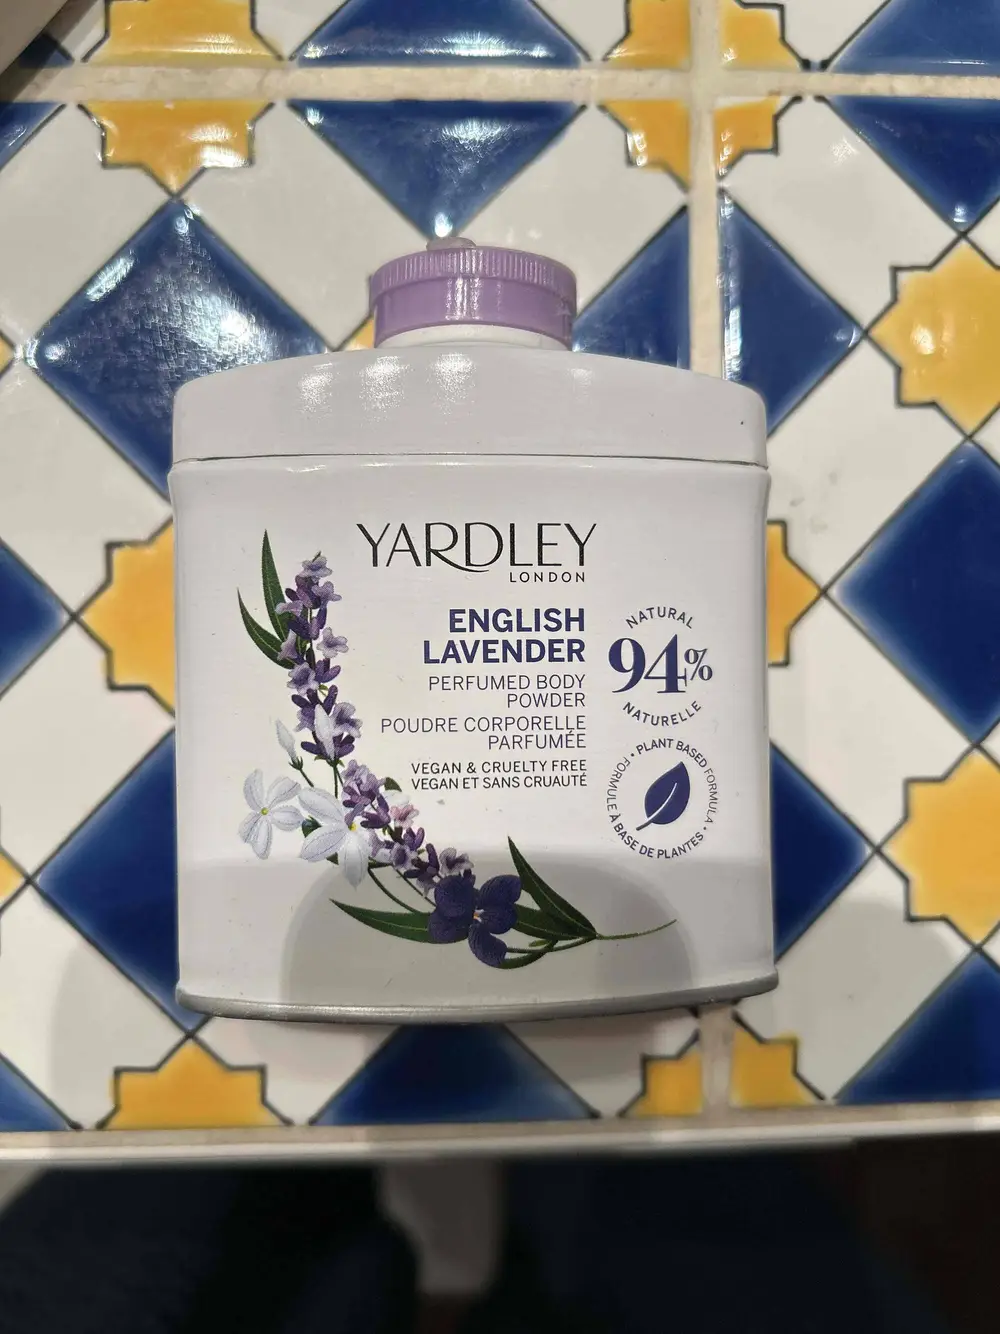 YARDLEY
LONDON
ENGLISH
LAVENDER
PERFUMED BODY
POWDER
POUDRE CORPORELLE
PARFUMÉE
VEGAN & CRUELTY FREE
VEGAN ET SANS CRUAUTÉ
NATURAL
94%
NATURELLE
• PLANT BASED FORMULA •
FORMULE À BASE DE PLANTES